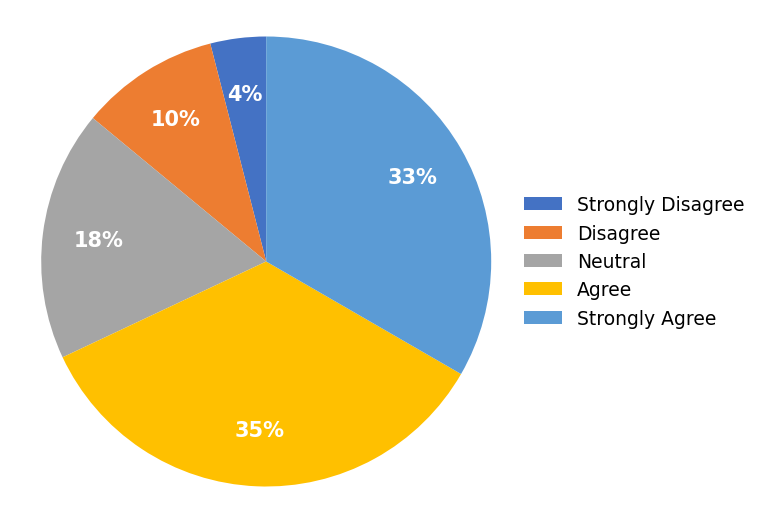 4%
10%
33%
18%
35%
Strongly Disagree
Disagree
Neutral
Agree
Strongly Agree